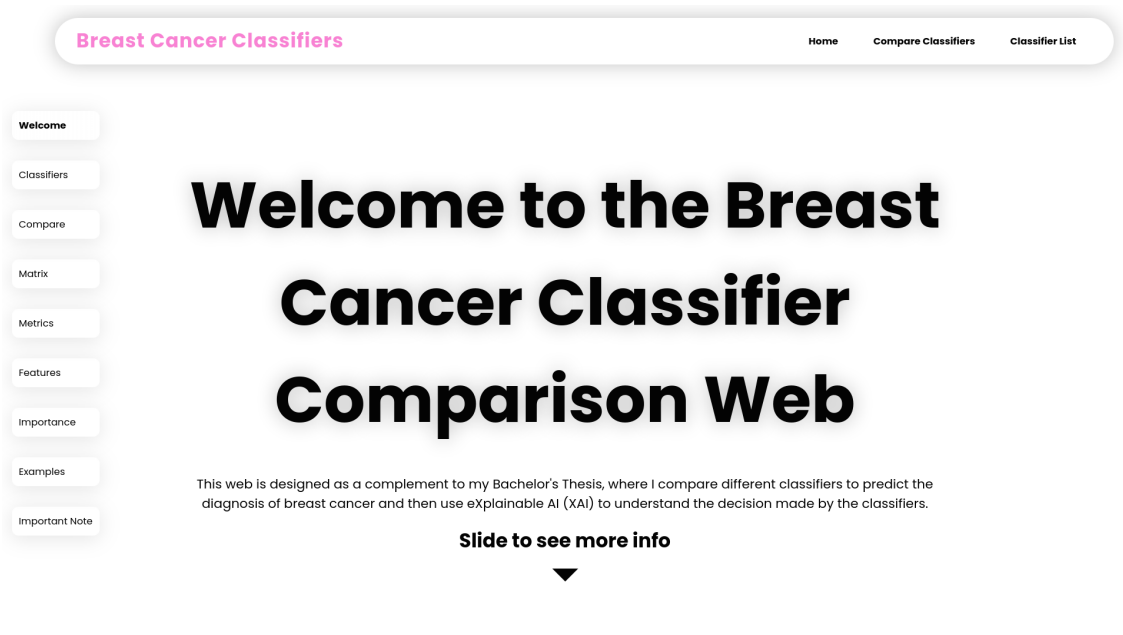 Breast Cancer Classifiers
Home
Compare Classifiers
Classifier List
Welcome
Classifiers
Compare
Matrix
Metrics
Features
Importance
Examples
Important Note
Welcome to the Breast
Cancer Classifier
Comparison Web
This web is designed as a complement to my Bachelor's Thesis, where I compare different classifiers to predict the
diagnosis of breast cancer and then use eXplainable AI (XAI) to understand the decision made by the classifiers.
Slide to see more info